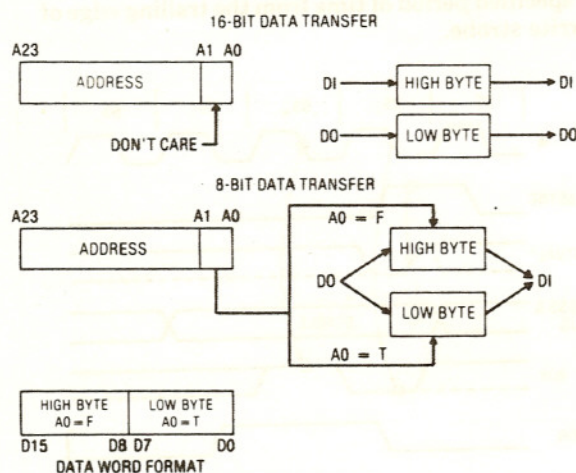 16-BIT DATA TRANSFER
A23 A1 A0
ADDRESS
DON'T CARE
DI HIGH BYTE DI
DO LOW BYTE DO
8-BIT DATA TRANSFER
A23 A1 A0
ADDRESS
A0 = F
HIGH BYTE
DO DI
LOW BYTE
A0 = T
HIGH BYTE LOW BYTE
A0 = F A0 = T
D15 D8 D7 D0
DATA WORD FORMAT